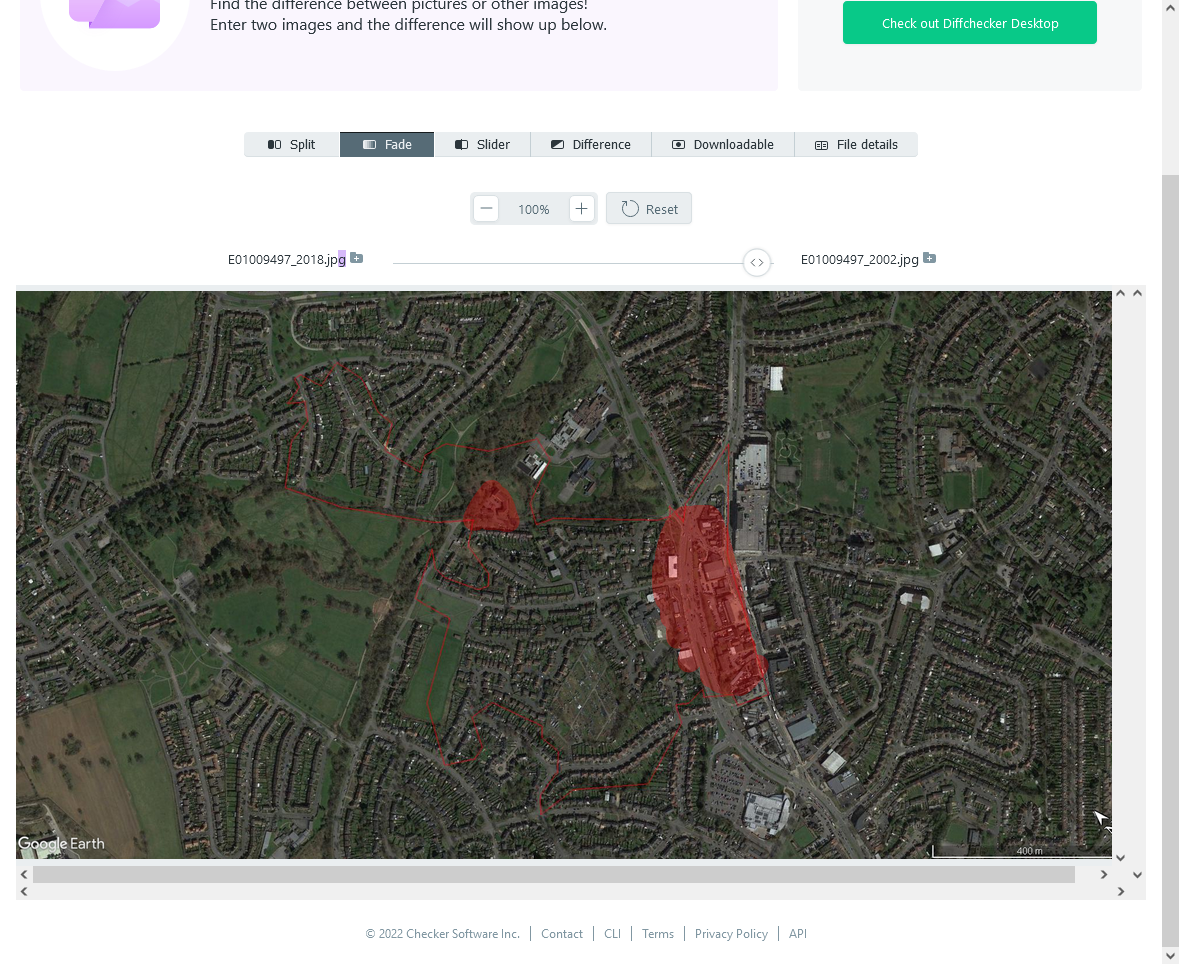 Find the difference between pictures or other images!
Enter two images and the difference will show up below.
Check out Diffchecker Desktop
Split
Fade
Slider
Difference
Downloadable
File details
100%
Reset
E01009497_2018.jpg
E01009497_2002.jpg
Google Earth
400 m
© 2022 Checker Software Inc.
Contact
CLI
Terms
Privacy Policy
API